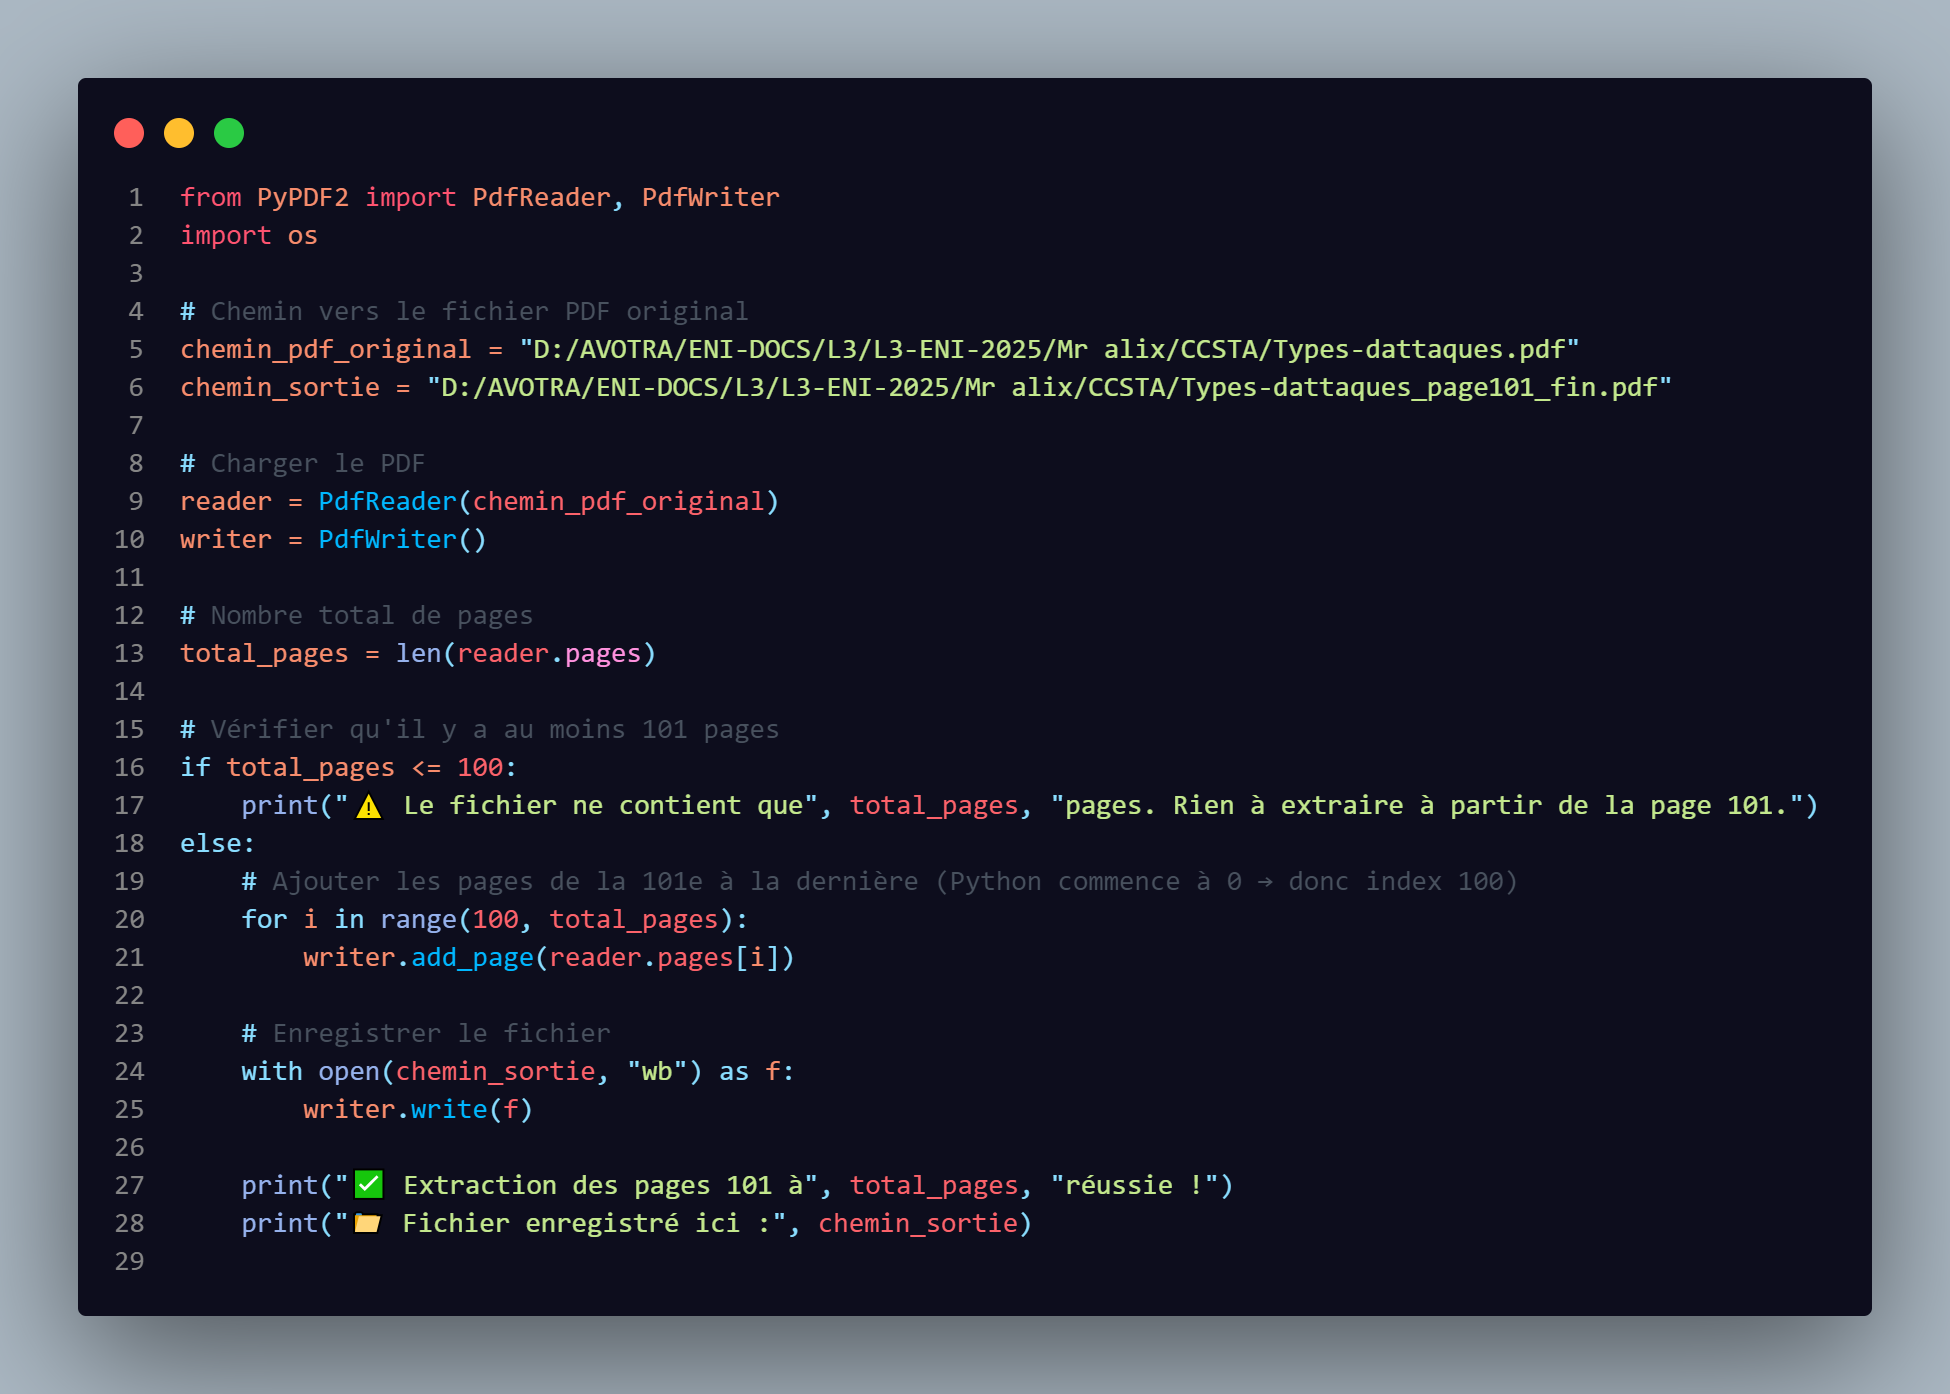 1 from PyPDF2 import PdfReader, PdfWriter
2 import os
3
4 # Chemin vers le fichier PDF original
5 chemin_pdf_original = "D:/AVOTRA/ENI-DOCS/L3/L3-ENI-2025/Mr alix/CCSTA/Types-dattaques.pdf"
6 chemin_sortie = "D:/AVOTRA/ENI-DOCS/L3/L3-ENI-2025/Mr alix/CCSTA/Types-dattaques_page101_fin.pdf"
7
8 # Charger le PDF
9 reader = PdfReader(chemin_pdf_original)
10 writer = PdfWriter()
11
12 # Nombre total de pages
13 total_pages = len(reader.pages)
14
15 # Vérifier qu'il y a au moins 101 pages
16 if total_pages <= 100:
17     print("⚠️ Le fichier ne contient que", total_pages, "pages. Rien à extraire à partir de la page 101.")
18 else:
19     # Ajouter les pages de la 101e à la dernière (Python commence à 0 → donc index 100)
20     for i in range(100, total_pages):
21         writer.add_page(reader.pages[i])
22
23     # Enregistrer le fichier
24     with open(chemin_sortie, "wb") as f:
25         writer.write(f)
26
27     print("✅ Extraction des pages 101 à", total_pages, "réussie !")
28     print("📁 Fichier enregistré ici :", chemin_sortie)
29